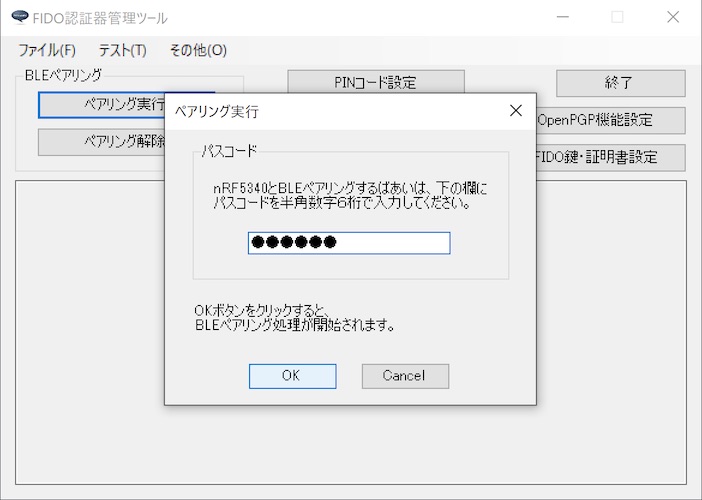 FIDO認証器管理ツール
ファイル(F) テスト(T) その他(O)
BLEペアリング
ペアリング実行
ペアリング解除
PINコード設定
終了
OpenPGP機能設定
FIDO鍵・証明書設定
ペアリング実行
パスコード
nRF5340とBLEペアリングするばあいは、下の欄に
パスコードを半角数字6桁で入力してください。
●●●●●●
OKボタンをクリックすると、
BLEペアリング処理が開始されます。
OK
Cancel